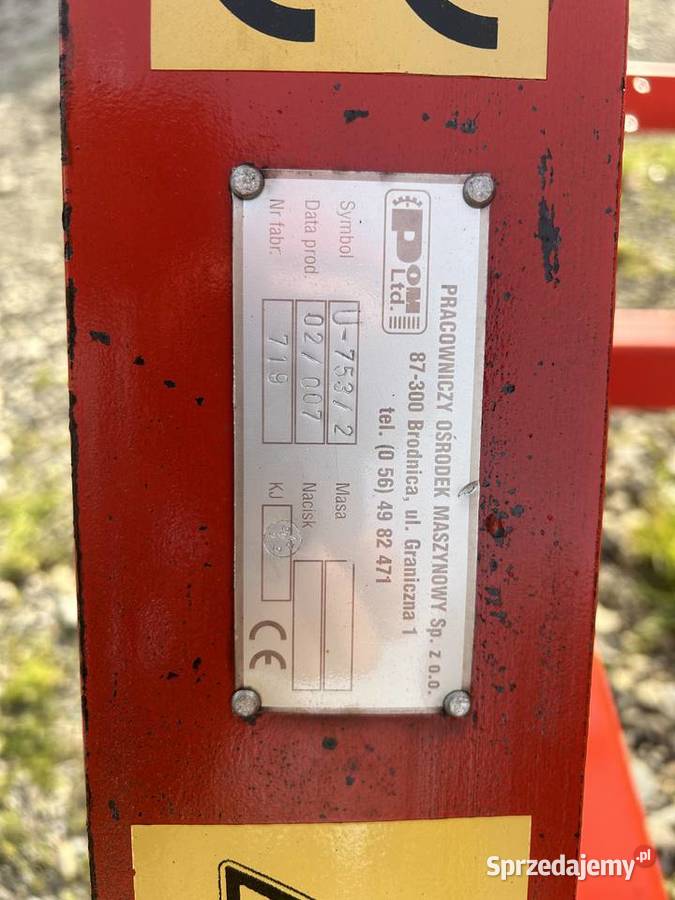 POM
Ltd.
PRACOWNICZY OŚRODEK MASZYNOWY Sp. z o.o.
87-300 Brodnica, ul. Graniczna 1
tel. (0 56) 49 82 471
Symbol U-753/2 Masa
Data prod. 02/007 Nacisk
Nr fabr. 719 KJ
CE
Sprzedajemy.pl